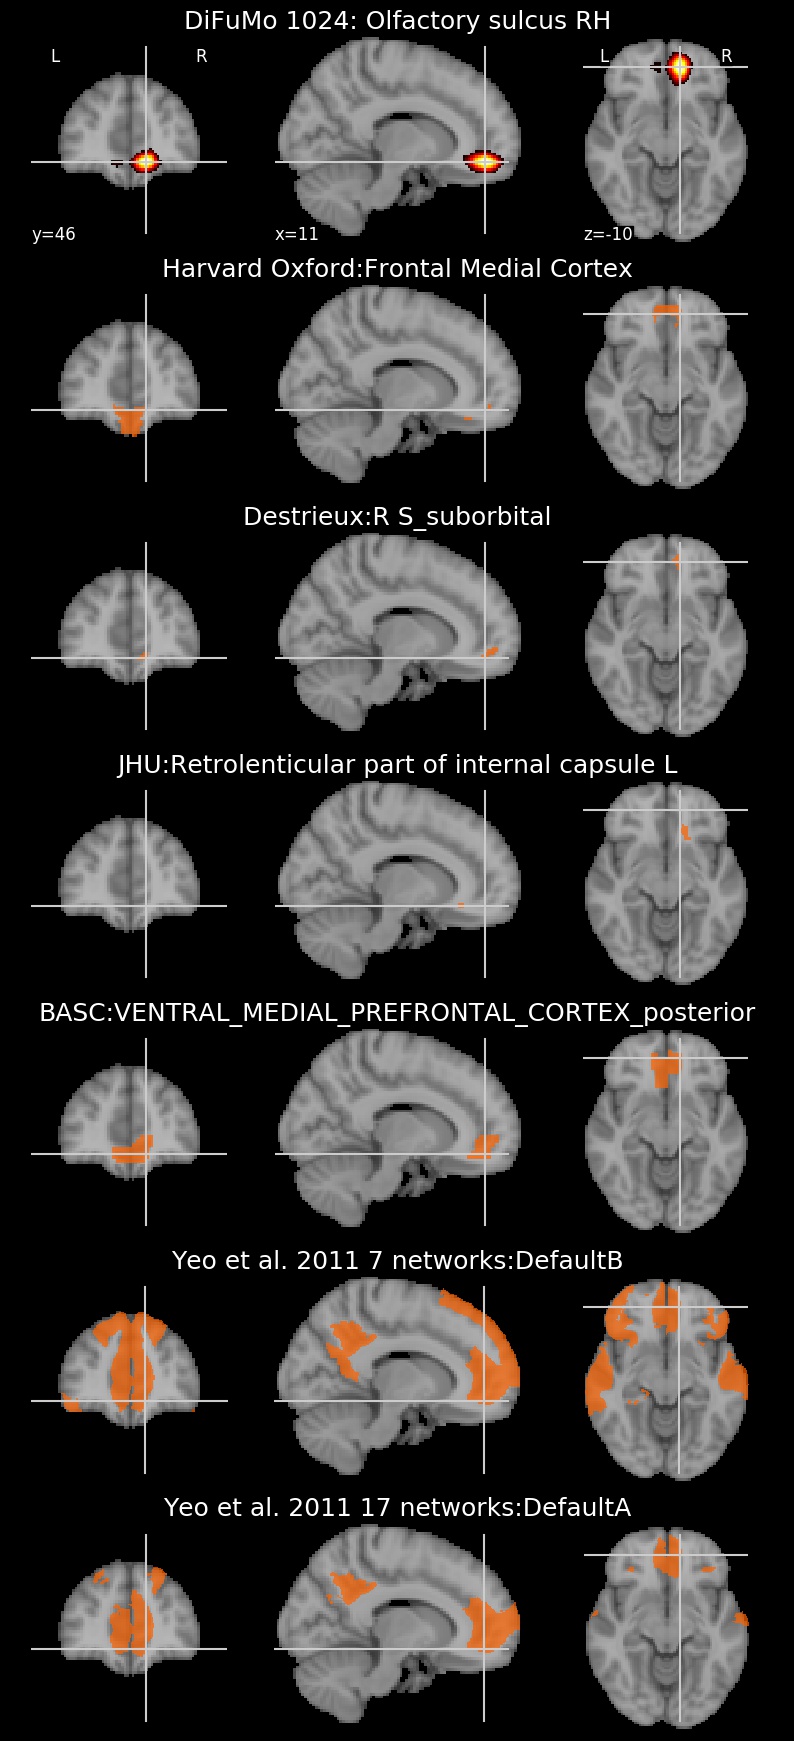 DiFuMo 1024: Olfactory sulcus RH
L R L R
y=46 x=11 z=-10
Harvard Oxford:Frontal Medial Cortex
Destrieux:R S_suborbital
JHU:Retrolenticular part of internal capsule L
BASC:VENTRAL_MEDIAL_PREFRONTAL_CORTEX_posterior
Yeo et al. 2011 7 networks:DefaultB
Yeo et al. 2011 17 networks:DefaultA